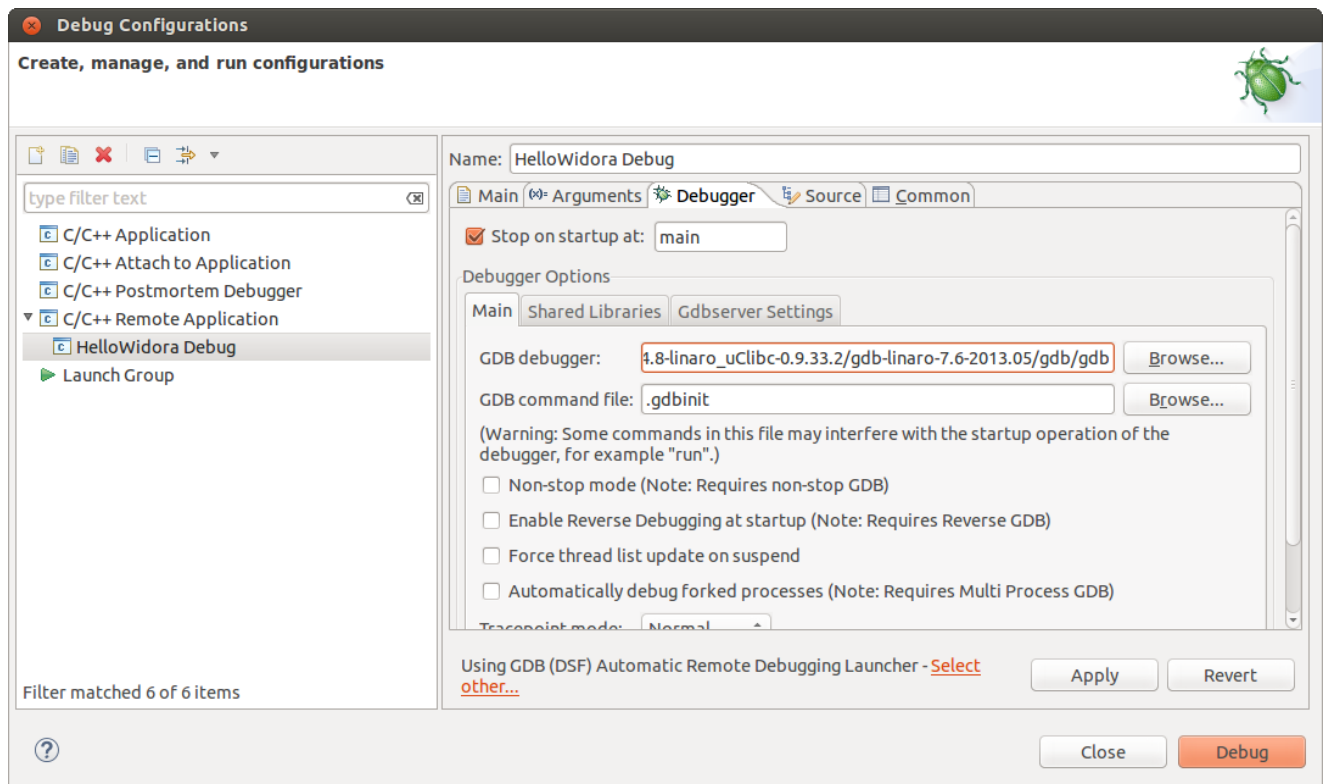 Debug Configurations
Create, manage, and run configurations
type filter text
C/C++ Application
C/C++ Attach to Application
C/C++ Postmortem Debugger
C/C++ Remote Application
HelloWidora Debug
Launch Group
Filter matched 6 of 6 items
Name: HelloWidora Debug
Main (x)= Arguments Debugger Source Common
Stop on startup at: main
Debugger Options
Main Shared Libraries Gdbserver Settings
GDB debugger: 4.8-linaro_uClibc-0.9.33.2/gdb-linaro-7.6-2013.05/gdb/gdb Browse...
GDB command file: .gdbinit Browse...
(Warning: Some commands in this file may interfere with the startup operation of the
debugger, for example "run".)
Non-stop mode (Note: Requires non-stop GDB)
Enable Reverse Debugging at startup (Note: Requires Reverse GDB)
Force thread list update on suspend
Automatically debug forked processes (Note: Requires Multi Process GDB)
Tracepoint mode: Normal
Using GDB (DSF) Automatic Remote Debugging Launcher - Select
other...
Apply Revert
Close Debug